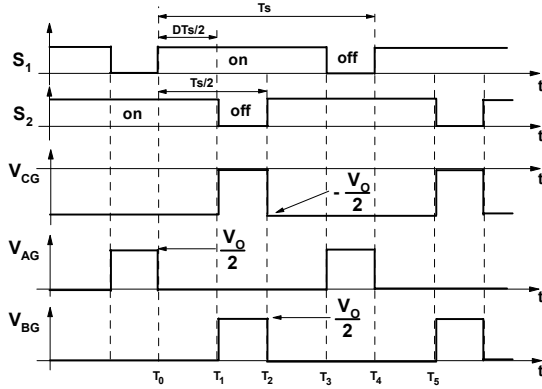 Ts
DTs/2
S1
on
off
t
Ts/2
S2
on
off
t
VCG
t
- VO/2
VAG
VO/2
t
VBG
VO/2
t
T0 T1 T2 T3 T4 T5